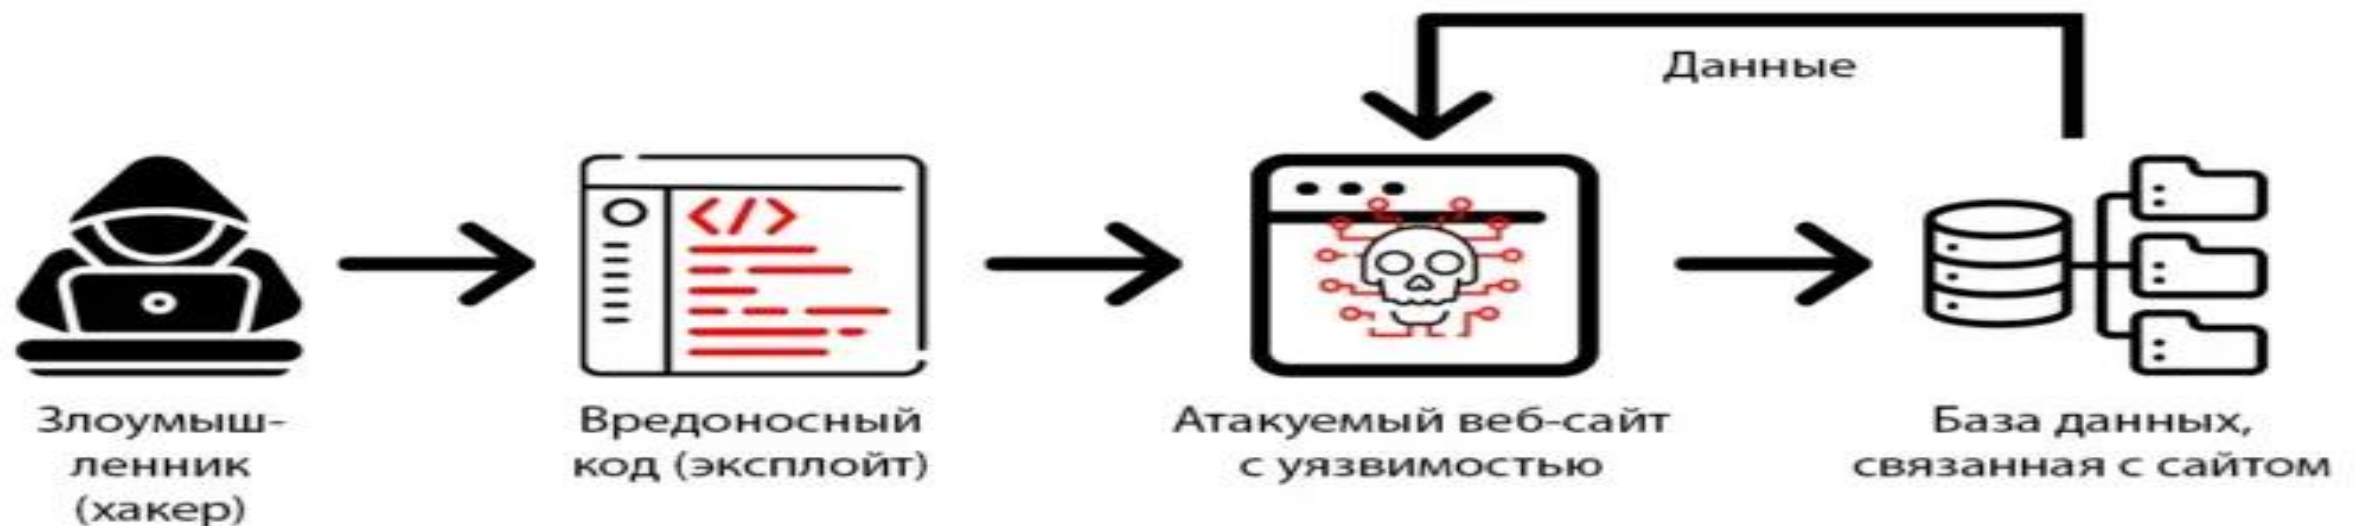 Данные
Злоумыш-
ленник
(хакер)
Вредоносный
код (эксплойт)
Атакуемый веб-сайт
с уязвимостью
База данных,
связанная с сайтом